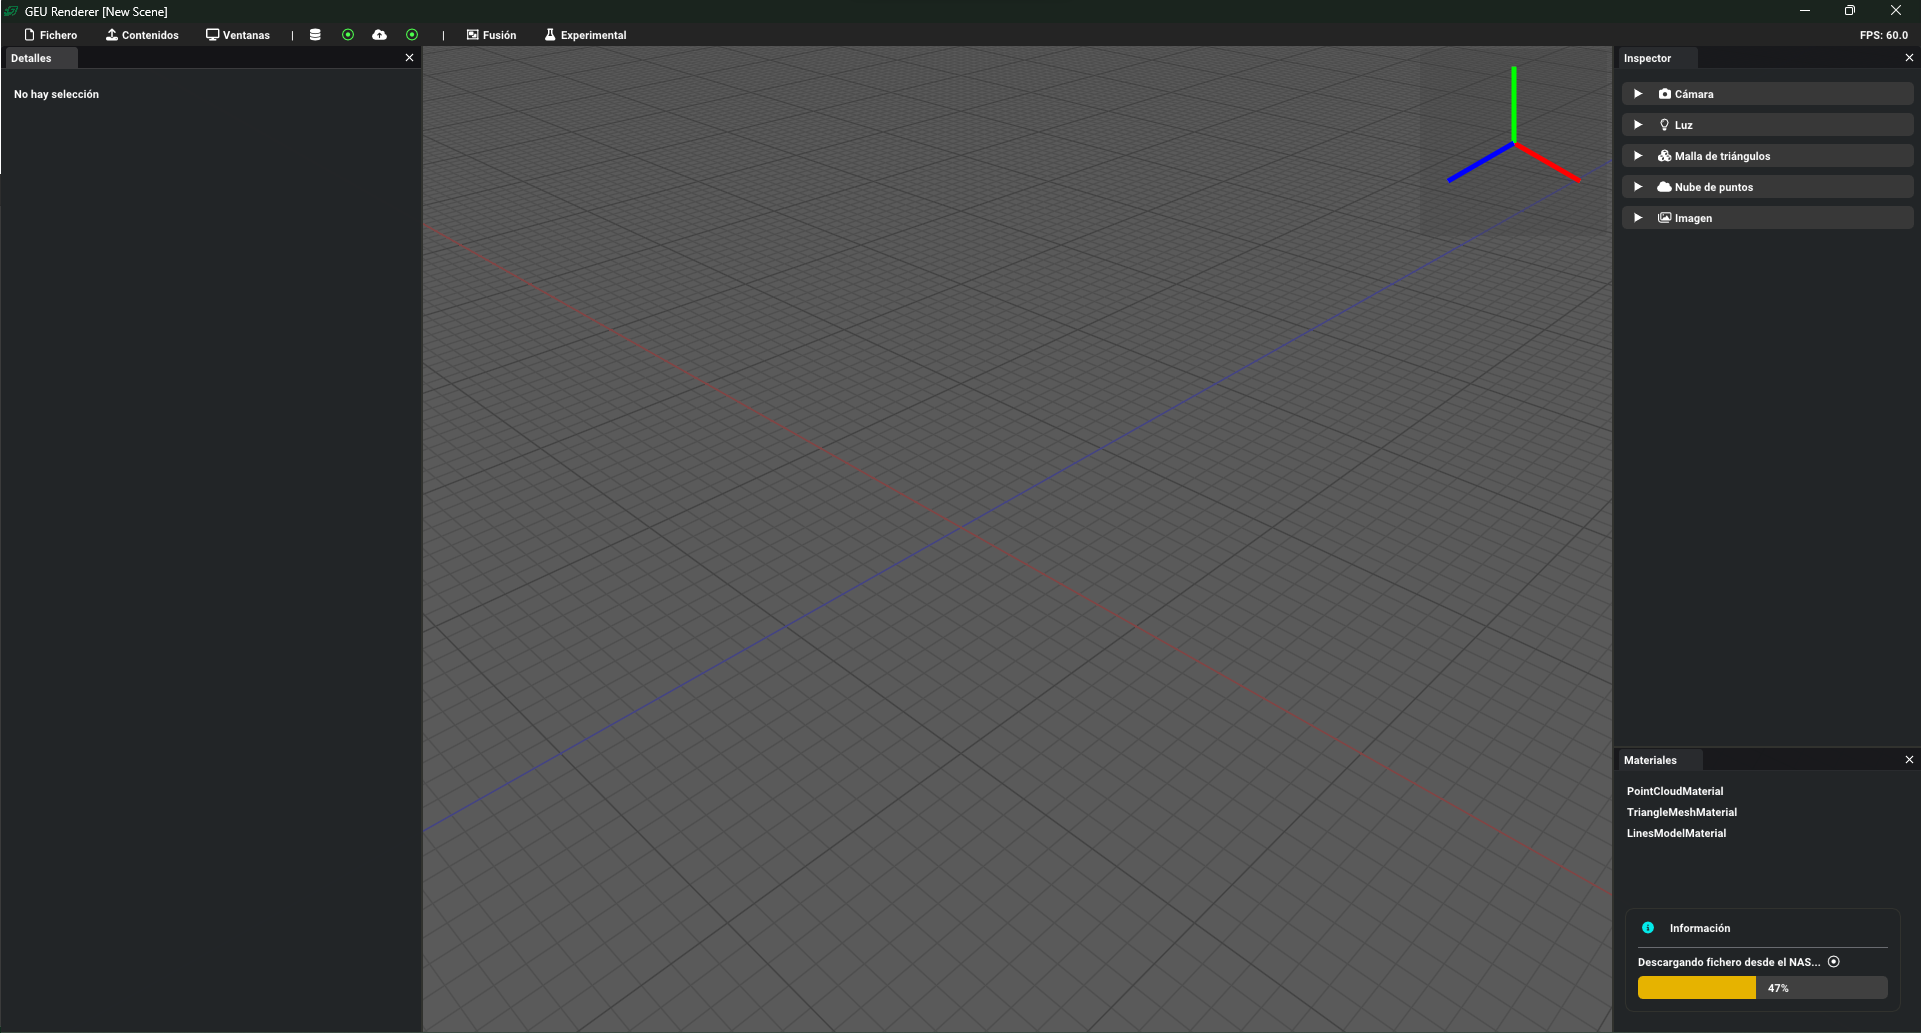 GEU Renderer [New Scene]
Fichero Contenidos Ventanas | | Fusión Experimental FPS: 60.0
Detalles
No hay selección
Inspector
Cámara
Luz
Malla de triángulos
Nube de puntos
Imagen
Materiales
PointCloudMaterial
TriangleMeshMaterial
LinesModelMaterial
Información
Descargando fichero desde el NAS...
47%